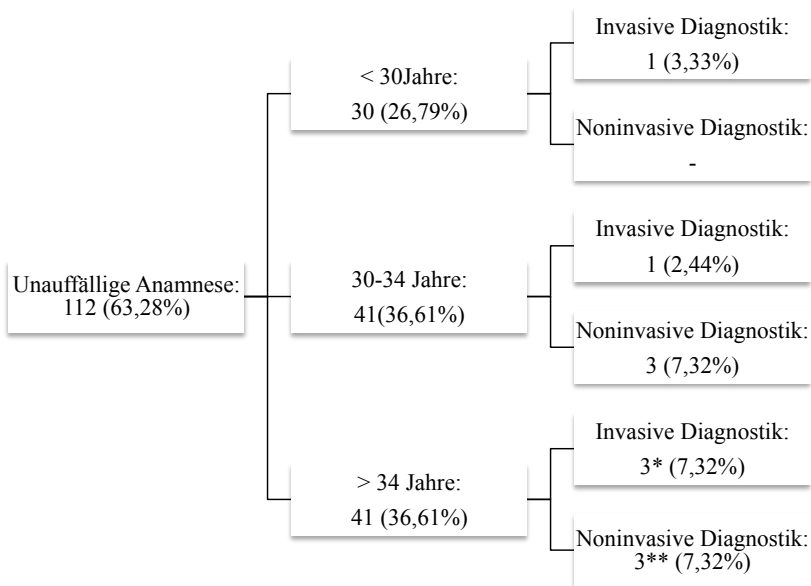 Unauffällige Anamnese:
112 (63,28%)
< 30Jahre:
30 (26,79%)
Invasive Diagnostik:
1 (3,33%)
Noninvasive Diagnostik:
-
30-34 Jahre:
41(36,61%)
Invasive Diagnostik:
1 (2,44%)
Noninvasive Diagnostik:
3 (7,32%)
> 34 Jahre:
41 (36,61%)
Invasive Diagnostik:
3* (7,32%)
Noninvasive Diagnostik:
3** (7,32%)